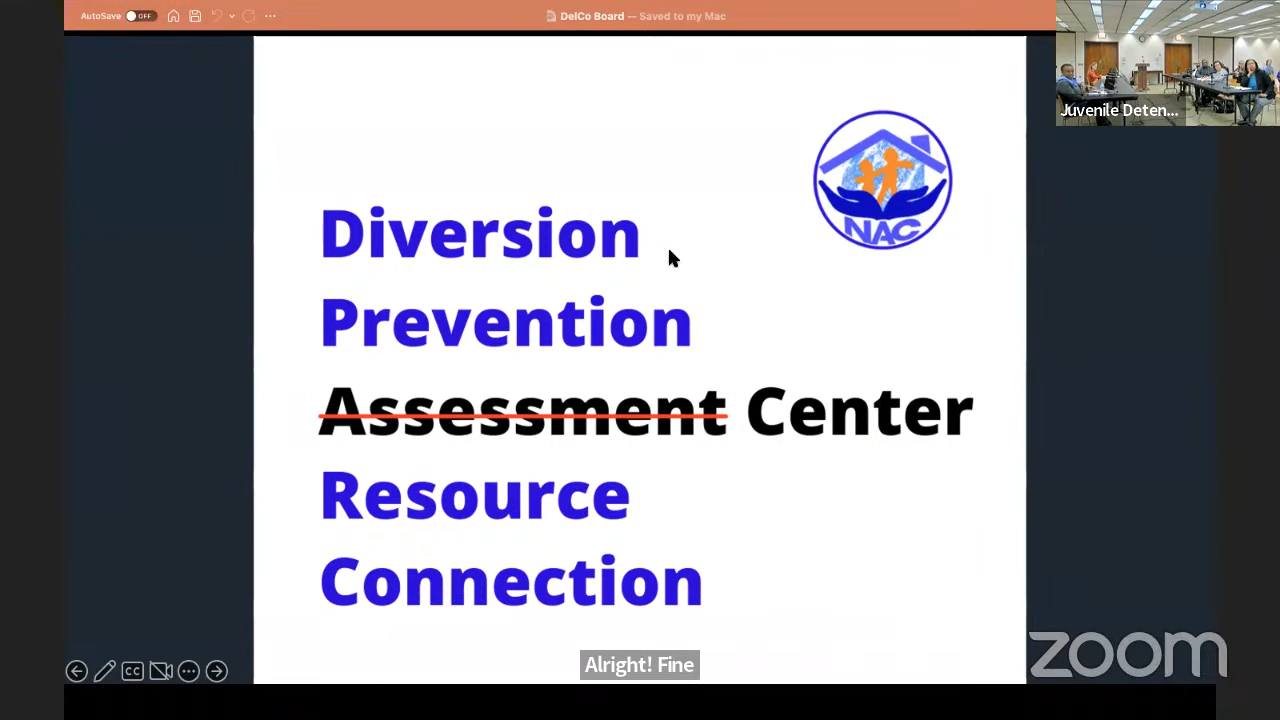 AutoSave OFF
DelCo Board — Saved to my Mac
Juvenile Deten...
NAC
Diversion
Prevention
Assessment Center
Resource
Connection
CC
Alright! Fine
zoom